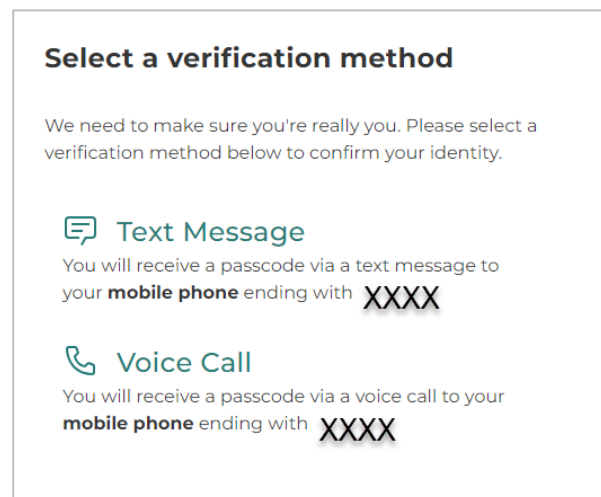 Select a verification method
We need to make sure you're really you. Please select a
verification method below to confirm your identity.
Text Message
You will receive a passcode via a text message to
your mobile phone ending with XXXX
Voice Call
You will receive a passcode via a voice call to your
mobile phone ending with XXXX